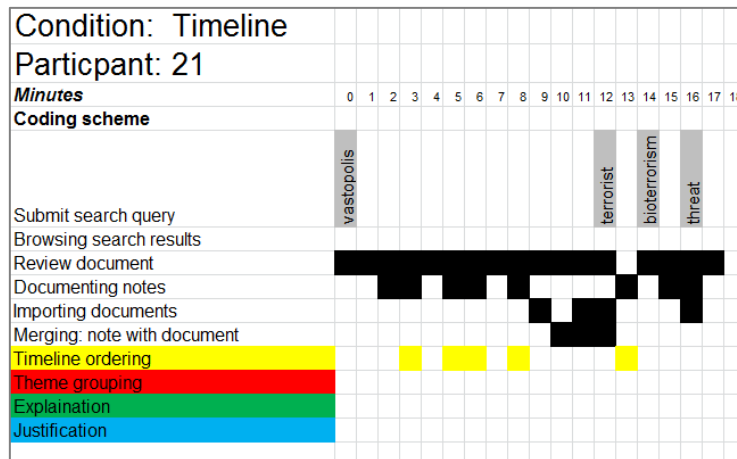 Condition: Timeline
Particpant: 21
Minutes 0 1 2 3 4 5 6 7 8 9 10 11 12 13 14 15 16 17 18
Coding scheme
Submit search query vastopolis terrorist bioterrorism threat
Browsing search results
Review document
Documenting notes
Importing documents
Merging: note with document
Timeline ordering
Theme grouping
Explaination
Justification